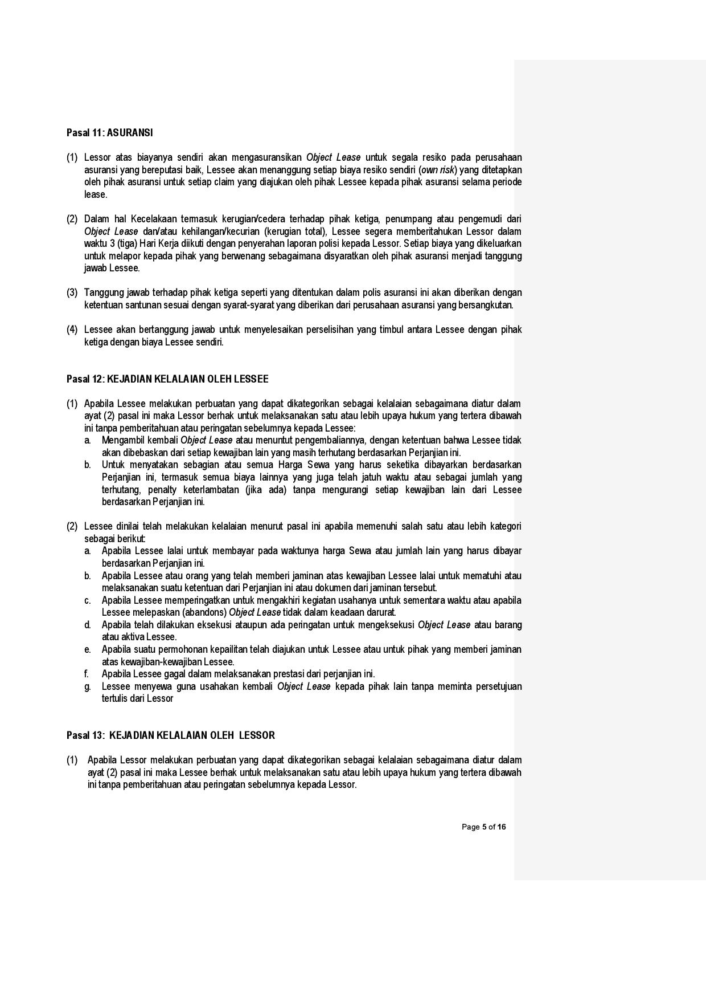 Pasal 11: ASURANSI
(1) Lessor atas biayanya sendiri akan mengasuransikan Object Lease untuk segala resiko pada perusahaan
asuransi yang bereputasi baik, Lessee akan menanggung setiap biaya resiko sendiri (own risk) yang ditetapkan
oleh pihak asuransi untuk setiap claim yang diajukan oleh pihak Lessee kepada pihak asuransi selama periode
lease.
(2) Dalam hal Kecelakaan termasuk kerugian/cedera terhadap pihak ketiga, penumpang atau pengemudi dari
Object Lease dan/atau kehilangan/kecurian (kerugian total), Lessee segera memberitahukan Lessor dalam
waktu 3 (tiga) Hari Kerja diikuti dengan penyerahan laporan polisi kepada Lessor. Setiap biaya yang dikeluarkan
untuk melapor kepada pihak yang berwenang sebagaimana disyaratkan oleh pihak asuransi menjadi tanggung
jawab Lessee.
(3) Tanggung jawab terhadap pihak ketiga seperti yang ditentukan dalam polis asuransi ini akan diberikan dengan
ketentuan santunan sesuai dengan syarat-syarat yang diberikan dari perusahaan asuransi yang bersangkutan.
(4) Lessee akan bertanggung jawab untuk menyelesaikan perselisihan yang timbul antara Lessee dengan pihak
ketiga dengan biaya Lessee sendiri.
Pasal 12: KEJADIAN KELALAIAN OLEH LESSEE
(1) Apabila Lessee melakukan perbuatan yang dapat dikategorikan sebagai kelalaian sebagaimana diatur dalam
ayat (2) pasal ini maka Lessor berhak untuk melaksanakan satu atau lebih upaya hukum yang tertera dibawah
ini tanpa pemberitahuan atau peringatan sebelumnya kepada Lessee:
a. Mengambil kembali Object Lease atau menuntut pengembaliannya, dengan ketentuan bahwa Lessee tidak
akan dibebaskan dari setiap kewajiban lain yang masih terhutang berdasarkan Perjanjian ini.
b. Untuk menyatakan sebagian atau semua Harga Sewa yang harus seketika dibayarkan berdasarkan
Perjanjian ini, termasuk semua biaya lainnya yang juga telah jatuh waktu atau sebagai jumlah yang
terhutang, penalty keterlambatan (jika ada) tanpa mengurangi setiap kewajiban lain dari Lessee
berdasarkan Perjanjian ini.
(2) Lessee dinilai telah melakukan kelalaian menurut pasal ini apabila memenuhi salah satu atau lebih kategori
sebagai berikut:
a. Apabila Lessee lalai untuk membayar pada waktunya harga Sewa atau jumlah lain yang harus dibayar
berdasarkan Perjanjian ini.
b. Apabila Lessee atau orang yang telah memberi jaminan atas kewajiban Lessee lalai untuk mematuhi atau
melaksanakan suatu ketentuan dari Perjanjian ini atau dokumen dari jaminan tersebut.
c. Apabila Lessee memperingatkan untuk mengakhiri kegiatan usahanya untuk sementara waktu atau apabila
Lessee melepaskan (abandons) Object Lease tidak dalam keadaan darurat.
d. Apabila telah dilakukan eksekusi ataupun ada peringatan untuk mengeksekusi Object Lease atau barang
atau aktiva Lessee.
e. Apabila suatu permohonan kepailitan telah diajukan untuk Lessee atau untuk pihak yang memberi jaminan
atas kewajiban-kewajiban Lessee.
f. Apabila Lessee gagal dalam melaksanakan prestasi dari perjanjian ini.
g. Lessee menyewa guna usahakan kembali Object Lease kepada pihak lain tanpa meminta persetujuan
tertulis dari Lessor
Pasal 13: KEJADIAN KELALAIAN OLEH LESSOR
(1) Apabila Lessor melakukan perbuatan yang dapat dikategorikan sebagai kelalaian sebagaimana diatur dalam
ayat (2) pasal ini maka Lessee berhak untuk melaksanakan satu atau lebih upaya hukum yang tertera dibawah
ini tanpa pemberitahuan atau peringatan sebelumnya kepada Lessor.
Page 5 of 16